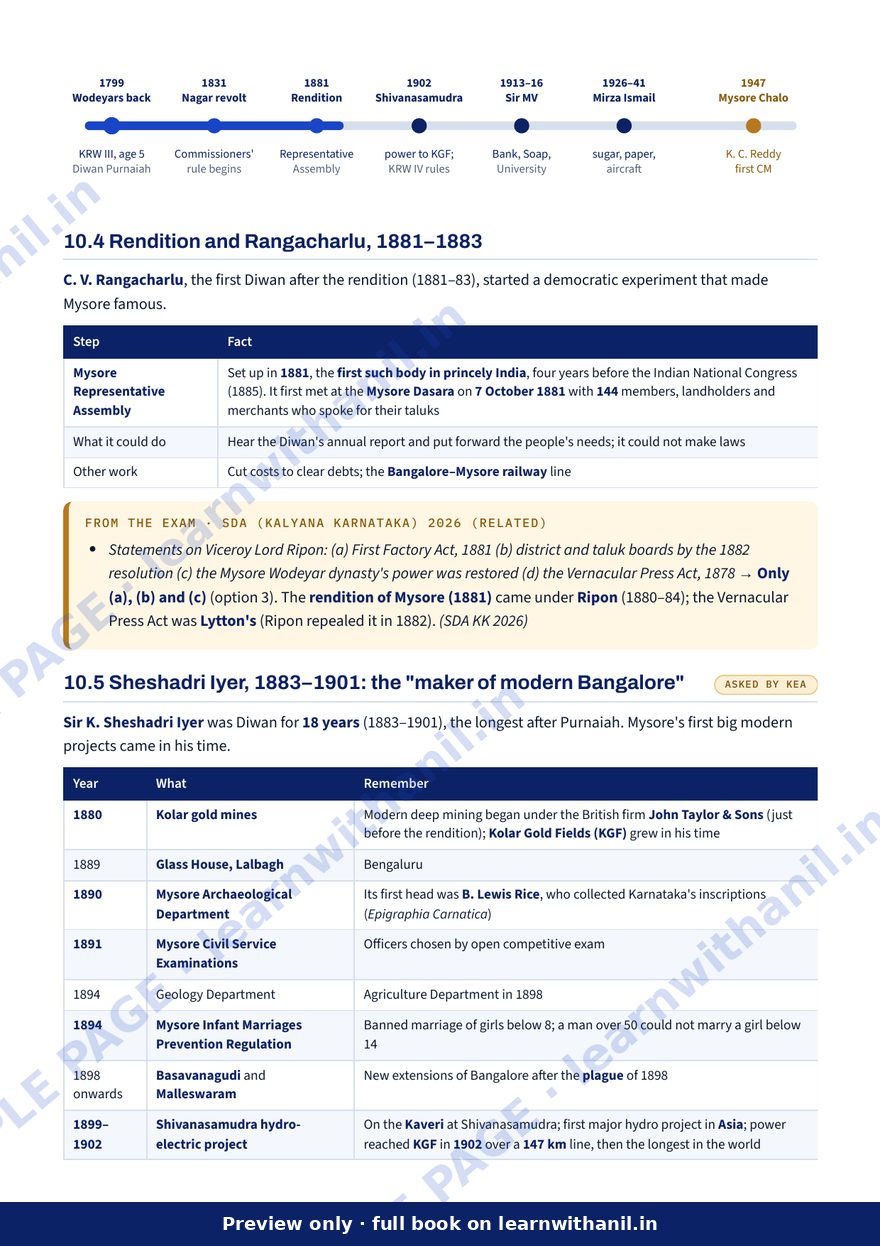 1799
Wodeyars back
1831
Nagar revolt
1881
Rendition
1902
Shivanasamudra
1913–16
Sir MV
1926–41
Mirza Ismail
1947
Mysore Chalo
KRW III, age 5
Diwan Purnaiah
Commissioners'
rule begins
Representative
Assembly
power to KGF;
KRW IV rules
Bank, Soap,
University
sugar, paper,
aircraft
K. C. Reddy
first CM
10.4 Rendition and Rangacharlu, 1881–1883
C. V. Rangacharlu, the first Diwan after the rendition (1881–83), started a democratic experiment that made
Mysore famous.
Step Fact
Mysore
Representative
Assembly
Set up in 1881, the first such body in princely India, four years before the Indian National Congress
(1885). It first met at the Mysore Dasara on 7 October 1881 with 144 members, landholders and
merchants who spoke for their taluks
What it could do Hear the Diwan's annual report and put forward the people's needs; it could not make laws
Other work Cut costs to clear debts; the Bangalore–Mysore railway line
FROM THE EXAM · SDA (KALYANA KARNATAKA) 2026 (RELATED)
• Statements on Viceroy Lord Ripon: (a) First Factory Act, 1881 (b) district and taluk boards by the 1882
resolution (c) the Mysore Wodeyar dynasty's power was restored (d) the Vernacular Press Act, 1878 → Only
(a), (b) and (c) (option 3). The rendition of Mysore (1881) came under Ripon (1880–84); the Vernacular
Press Act was Lytton's (Ripon repealed it in 1882). (SDA KK 2026)
10.5 Sheshadri Iyer, 1883–1901: the "maker of modern Bangalore" ASKED BY KEA
Sir K. Sheshadri Iyer was Diwan for 18 years (1883–1901), the longest after Purnaiah. Mysore's first big modern
projects came in his time.
Year What Remember
1880 Kolar gold mines Modern deep mining began under the British firm John Taylor & Sons (just
before the rendition); Kolar Gold Fields (KGF) grew in his time
1889 Glass House, Lalbagh Bengaluru
1890 Mysore Archaeological
Department
Its first head was B. Lewis Rice, who collected Karnataka's inscriptions
(Epigraphia Carnatica)
1891 Mysore Civil Service
Examinations
Officers chosen by open competitive exam
1894 Geology Department Agriculture Department in 1898
1894 Mysore Infant Marriages
Prevention Regulation
Banned marriage of girls below 8; a man over 50 could not marry a girl below
14
1898
onwards
Basavanagudi and
Malleswaram
New extensions of Bangalore after the plague of 1898
1899–
1902
Shivanasamudra hydro-
electric project
On the Kaveri at Shivanasamudra; first major hydro project in Asia; power
reached KGF in 1902 over a 147 km line, then the longest in the world
nil.in
PAGE · learnwithanil.in
PLE PAGE · learnwithanil.in
E PAGE · learnwithanil.in
Preview only · full book on learnwithanil.in